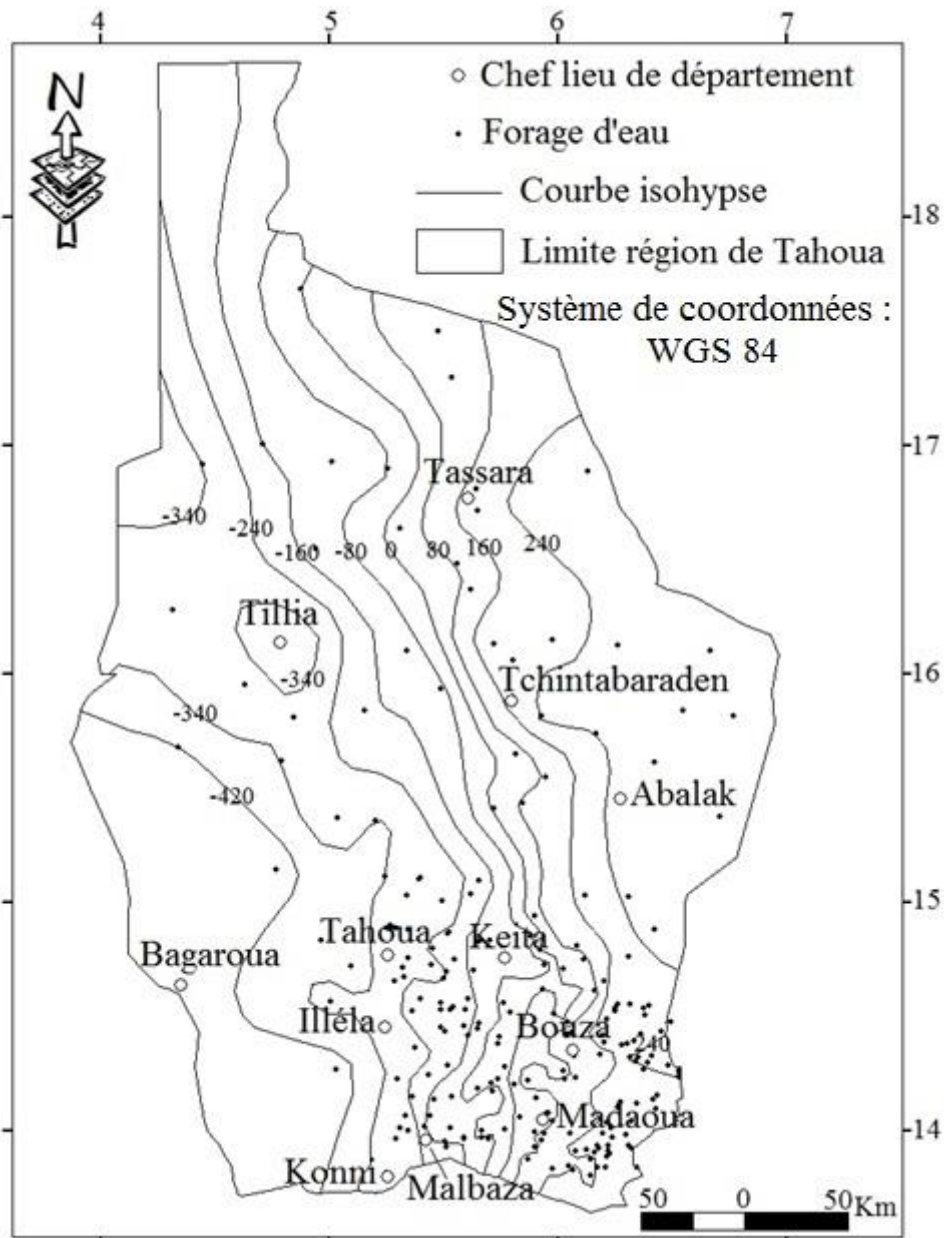 4 5 6 7
N
Chef lieu de département
Forage d'eau
Courbe isohypse
Limite région de Tahoua
Système de coordonnées :
WGS 84
18
17
Tassara
-340
-240
-160 -80 0 80 160 240
Tillia
-340
16
Tchintabaraden
-340
-420
Abalak
15
Tahoua
Keita
Bagaroua
Illéla
Bouza
240
Madaoua
14
Konni
Malbaza
50 0 50 Km